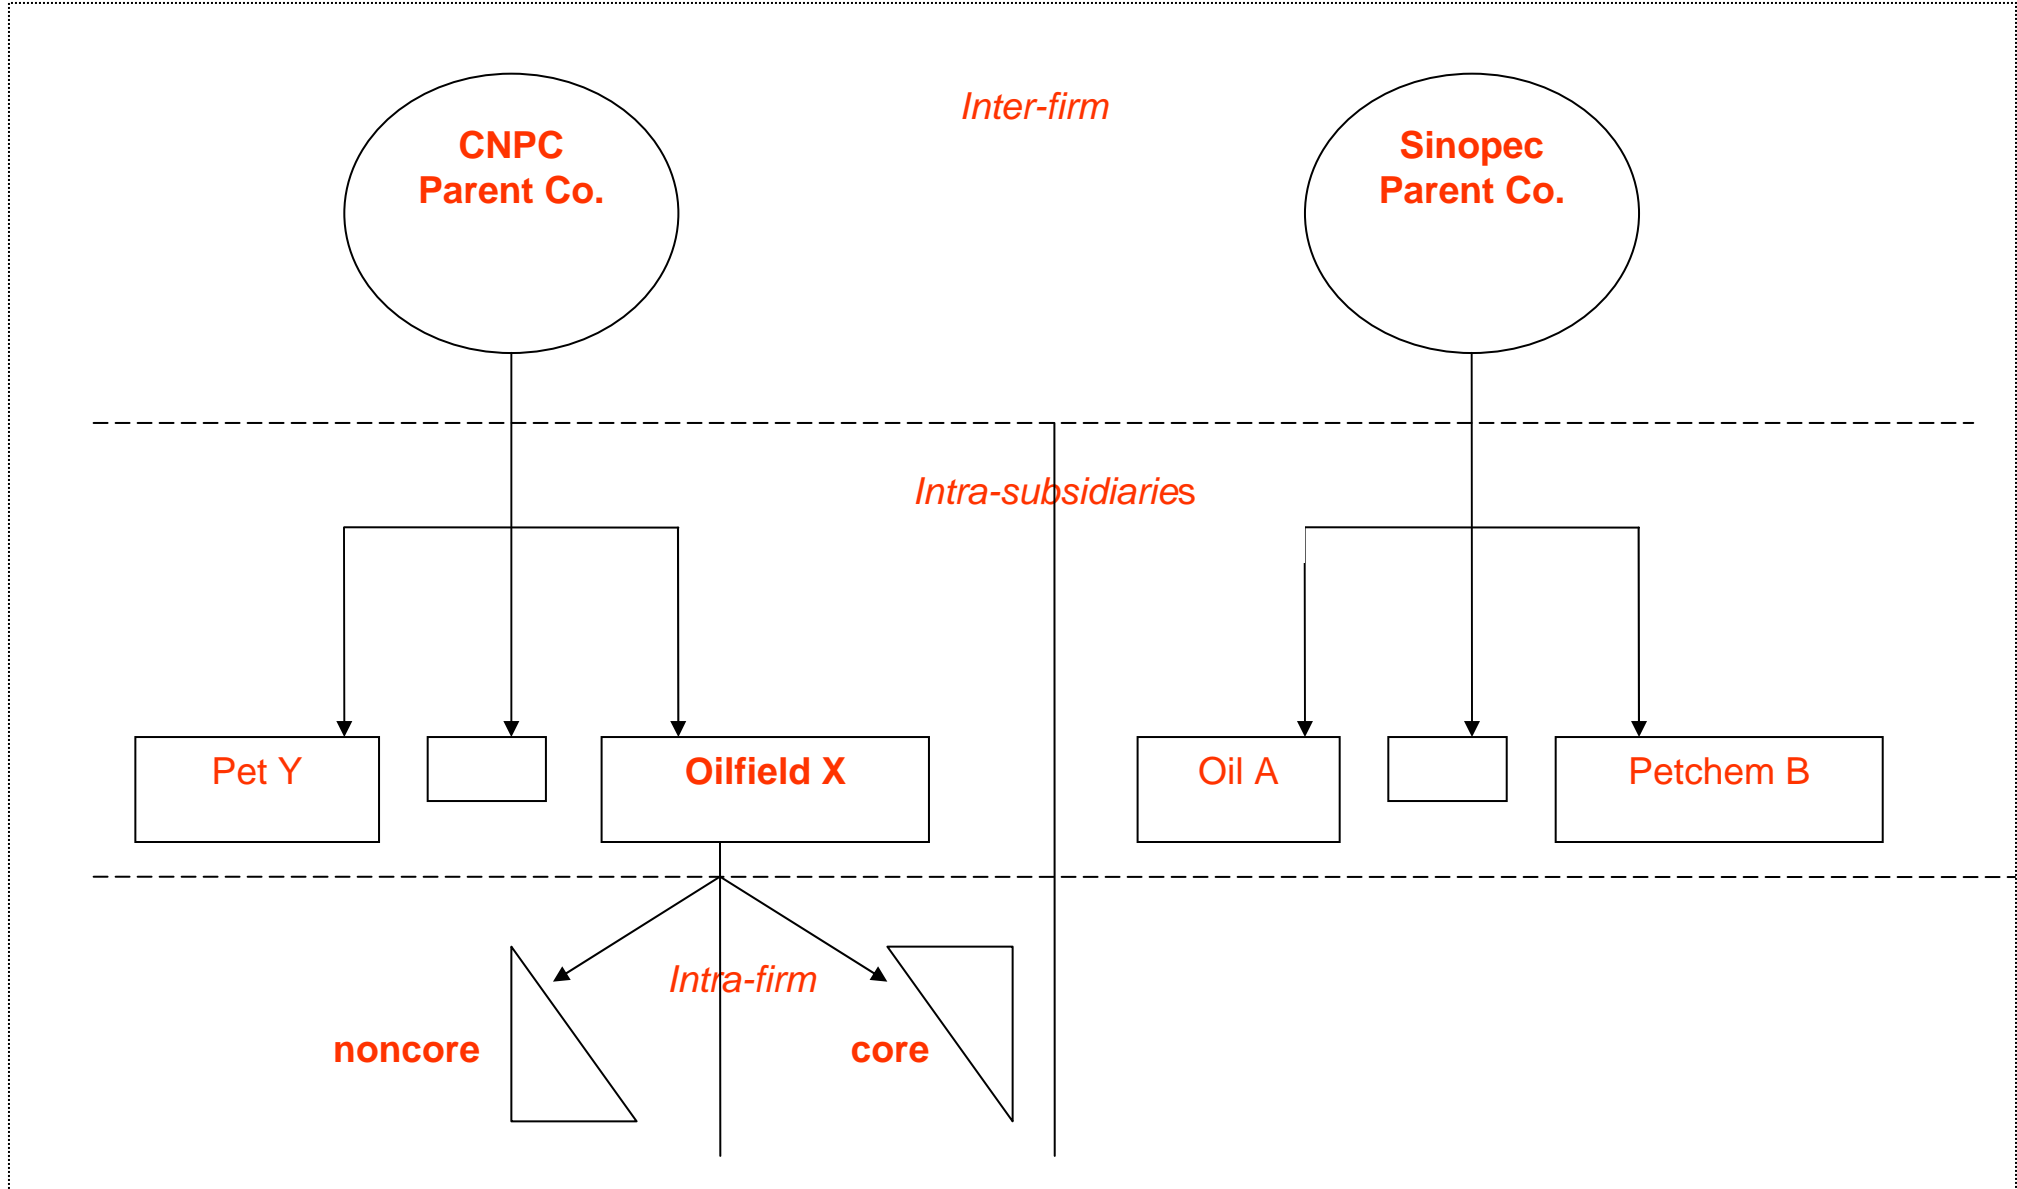 Inter-firm
CNPC
Parent Co.
Sinopec
Parent Co.
Intra-subsidiaries
Pet Y
Oilfield X
Oil A
Petchem B
Intra-firm
noncore
core